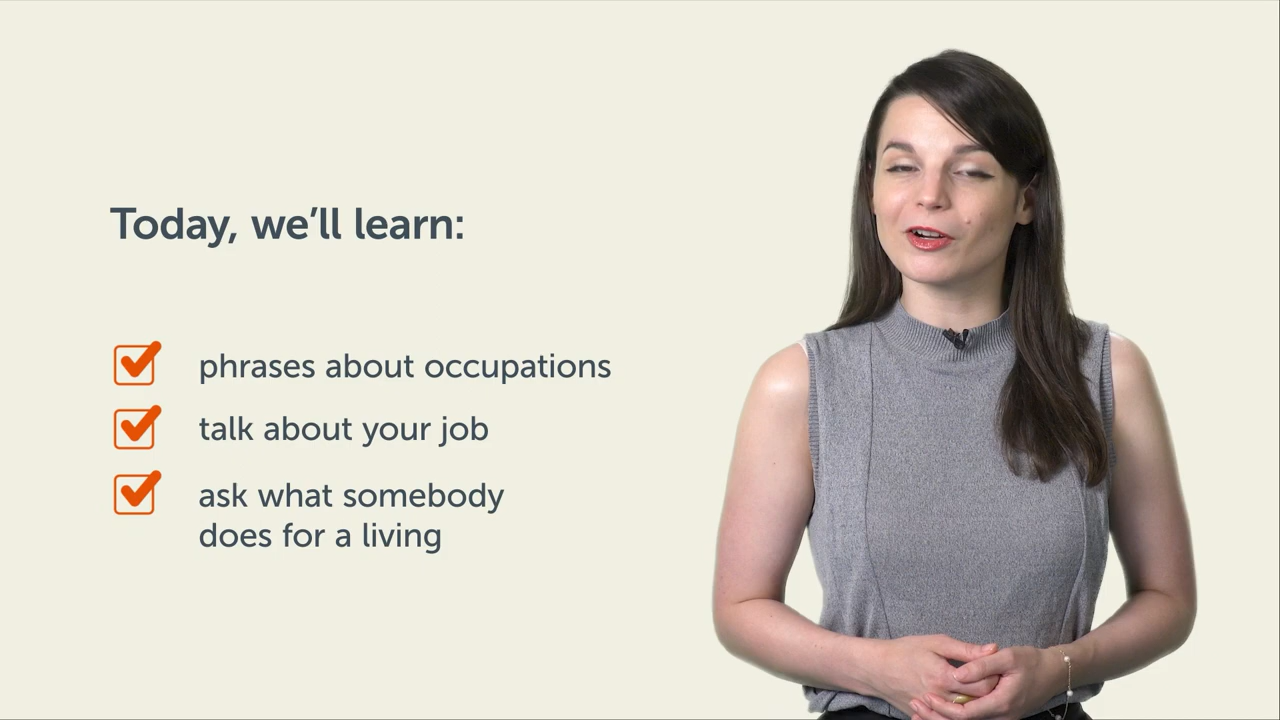 Today, we’ll learn:
phrases about occupations
talk about your job
ask what somebody
does for a living